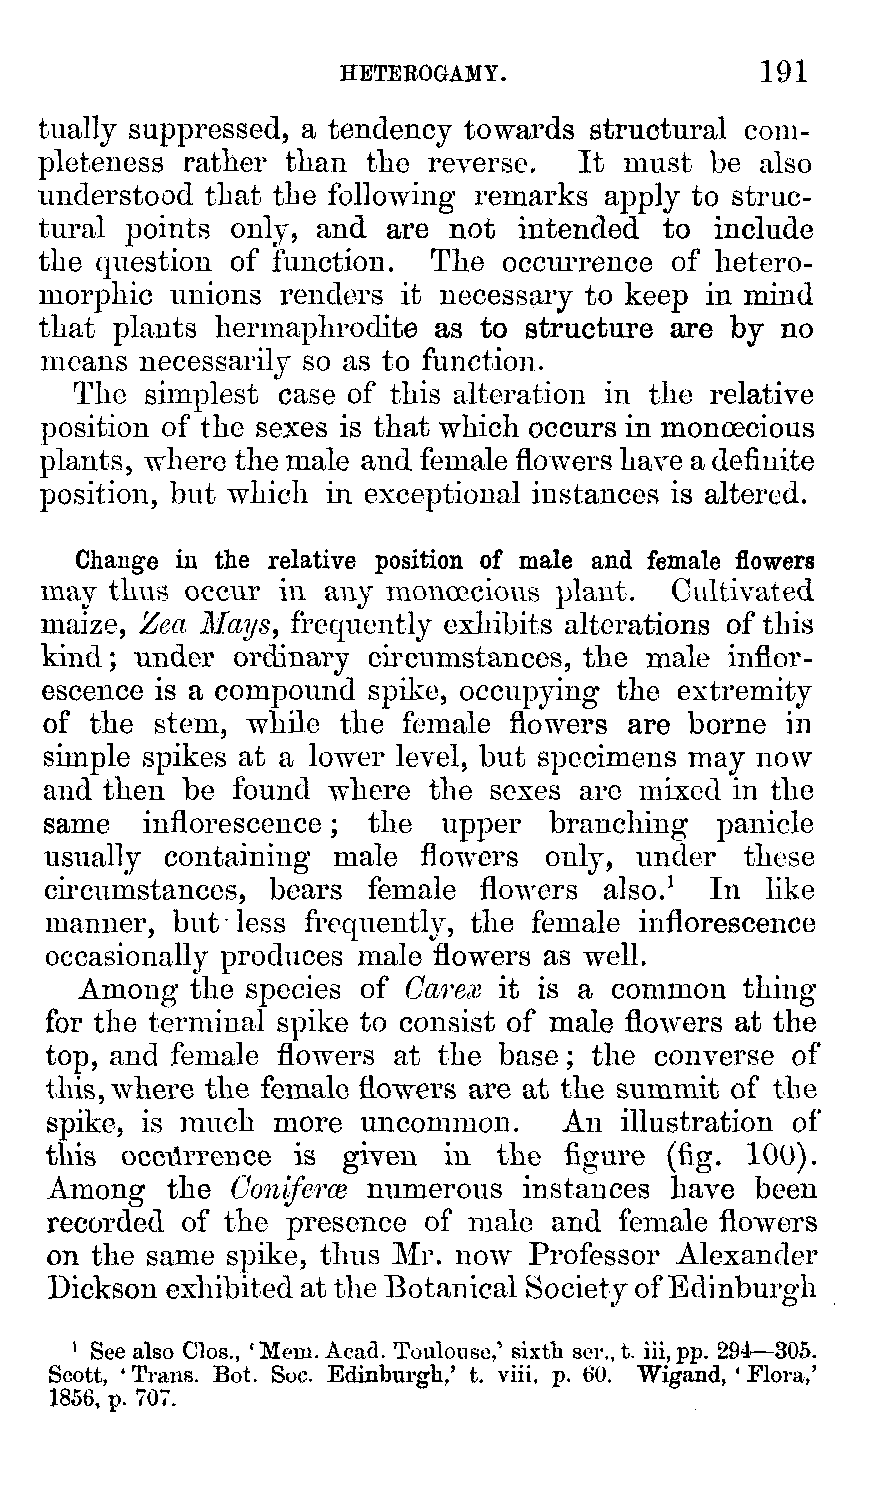 HETEROGAMY. 191
tually suppressed, a tendency towards structural com-
pleteness rather than the reverse. It must be also
understood that the following remarks apply to struc-
tural points only, and are not intended to include
the question of function. The occurrence of hetero-
morphic unions renders it necessary to keep in mind
that plants hermaphrodite as to structure are by no
means necessarily so as to function.
The simplest case of this alteration in the relative
position of the sexes is that which occurs in monœcious
plants, where the male and female flowers have a definite
position, but which in exceptional instances is altered.
Change in the relative position of male and female flowers
may thus occur in any monœcious plant. Cultivated
maize, Zea Mays, frequently exhibits alterations of this
kind; under ordinary circumstances, the male inflor-
escence is a compound spike, occupying the extremity
of the stem, while the female flowers are borne in
simple spikes at a lower level, but specimens may now
and then be found where the sexes are mixed in the
same inflorescence; the upper branching panicle
usually containing male flowers only, under these
circumstances, bears female flowers also.¹ In like
manner, but less frequently, the female inflorescence
occasionally produces male flowers as well.
Among the species of Carex it is a common thing
for the terminal spike to consist of male flowers at the
top, and female flowers at the base; the converse of
this, where the female flowers are at the summit of the
spike, is much more uncommon. An illustration of
this occurrence is given in the figure (fig. 100).
Among the Coniferæ numerous instances have been
recorded of the presence of male and female flowers
on the same spike, thus Mr. now Professor Alexander
Dickson exhibited at the Botanical Society of Edinburgh
¹ See also Clos., 'Mem. Acad. Toulouse,' sixth ser., t. iii, pp. 294—305.
Scott, 'Trans. Bot. Soc. Edinburgh,' t. viii, p. 60. Wigand, 'Flora,'
1856, p. 707.